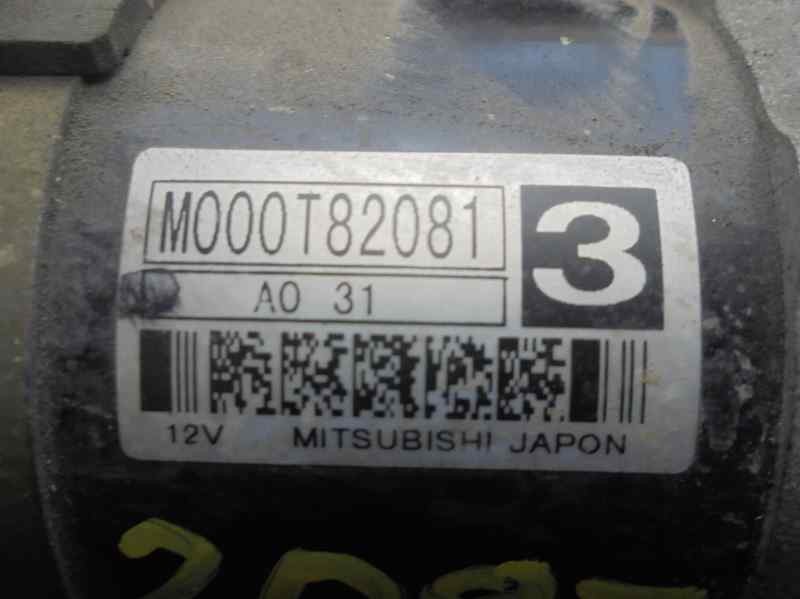 M000T82081
3
A0 31
12V MITSUBISHI JAPON